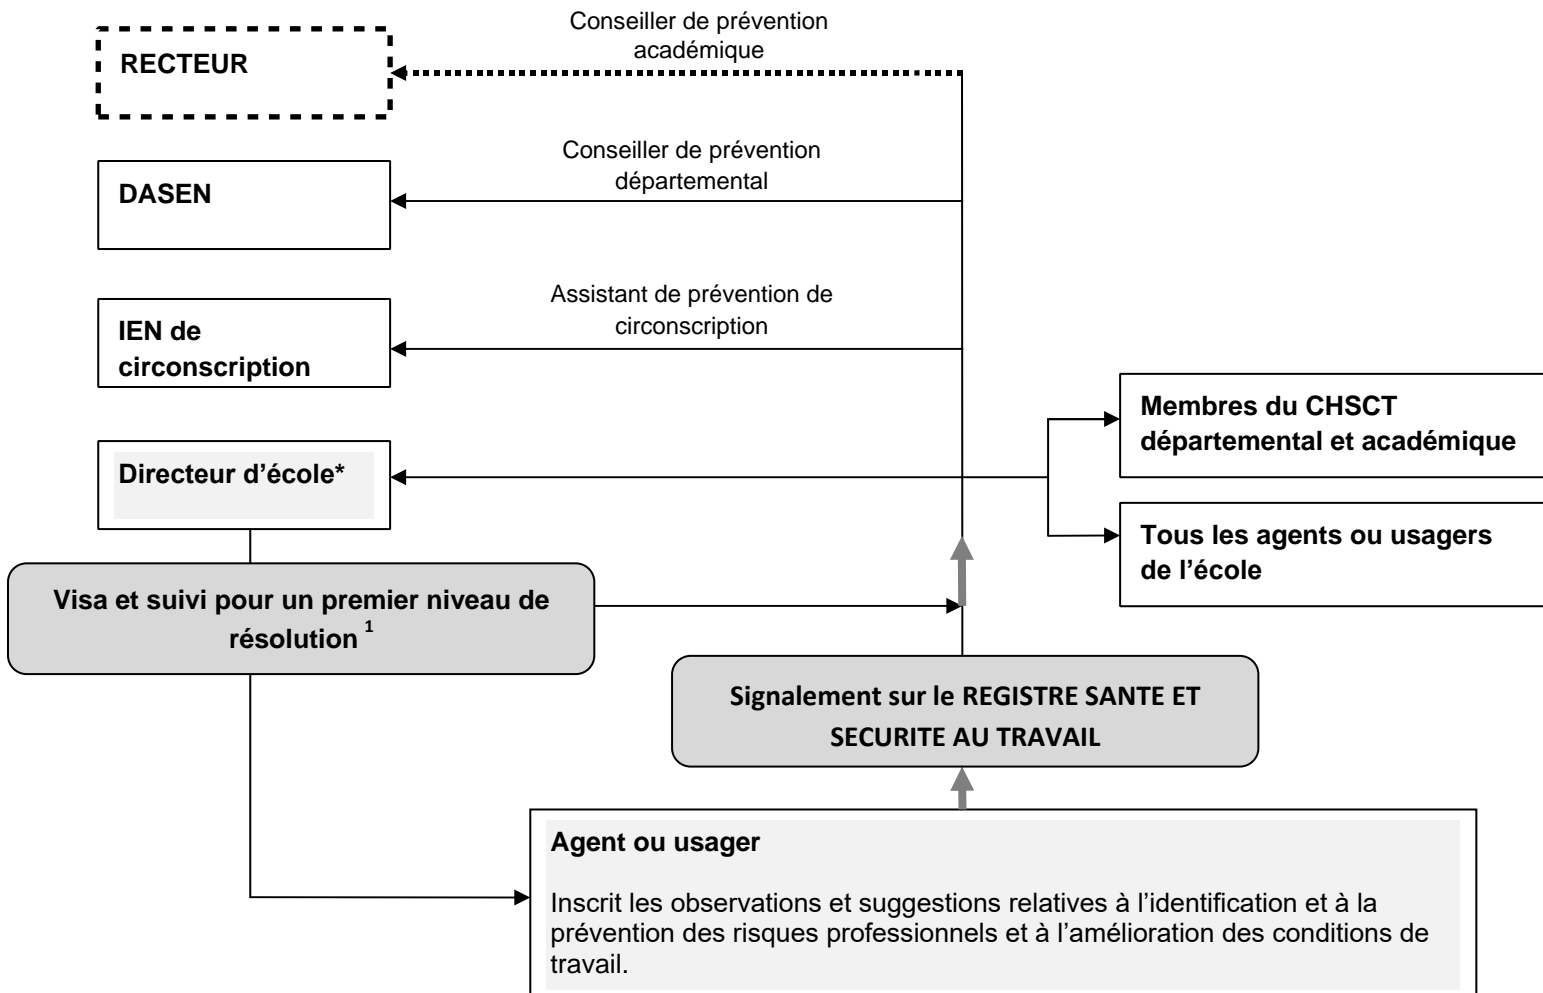 Conseiller de prévention
académique
RECTEUR
Conseiller de prévention
départemental
DASEN
Assistant de prévention de
circonscription
IEN de
circonscription
Membres du CHSCT
départemental et académique
Directeur d’école*
Tous les agents ou usagers
de l’école
Visa et suivi pour un premier niveau de
résolution 1
Signalement sur le REGISTRE SANTE ET
SECURITE AU TRAVAIL
Agent ou usager
Inscrit les observations et suggestions relatives à l’identification et à la
prévention des risques professionnels et à l’amélioration des conditions de
travail.